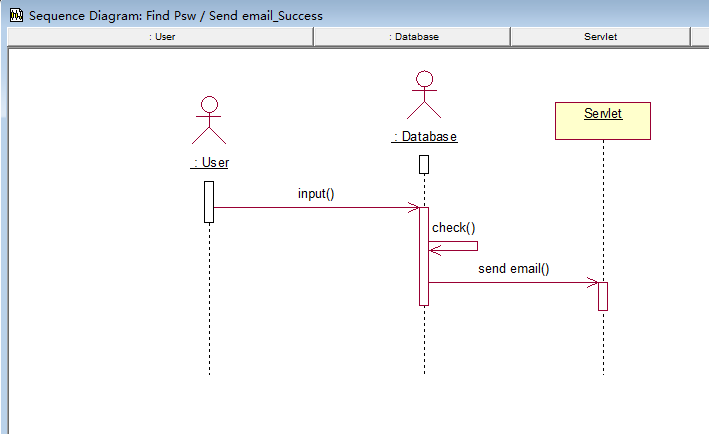 Sequence Diagram: Find Psw / Send email_Success
: User
: Database
Servlet
: User
: Database
Servlet
input()
check()
send email()